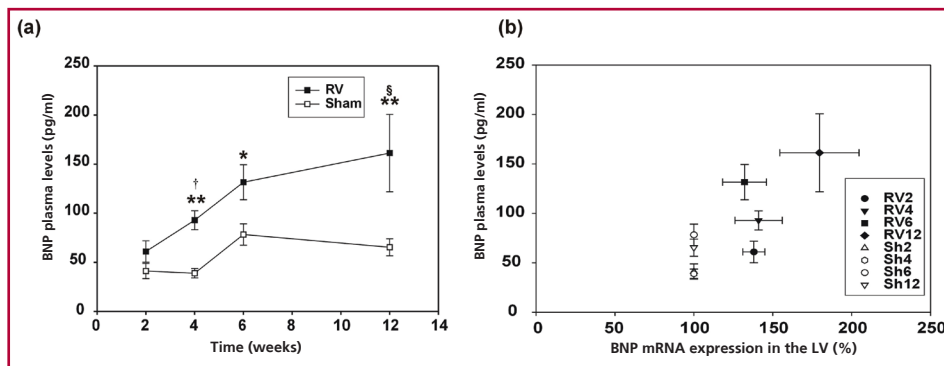 (a)
BNP plasma levels (pg/ml)
250
200
150
100
50
0
RV
Sham
†
**
*
§
**
0 2 4 6 8 10 12 14
Time (weeks)
(b)
BNP plasma levels (pg/ml)
250
200
150
100
50
0
RV2
RV4
RV6
RV12
Sh2
Sh4
Sh6
Sh12
0 50 100 150 200 250
BNP mRNA expression in the LV (%)